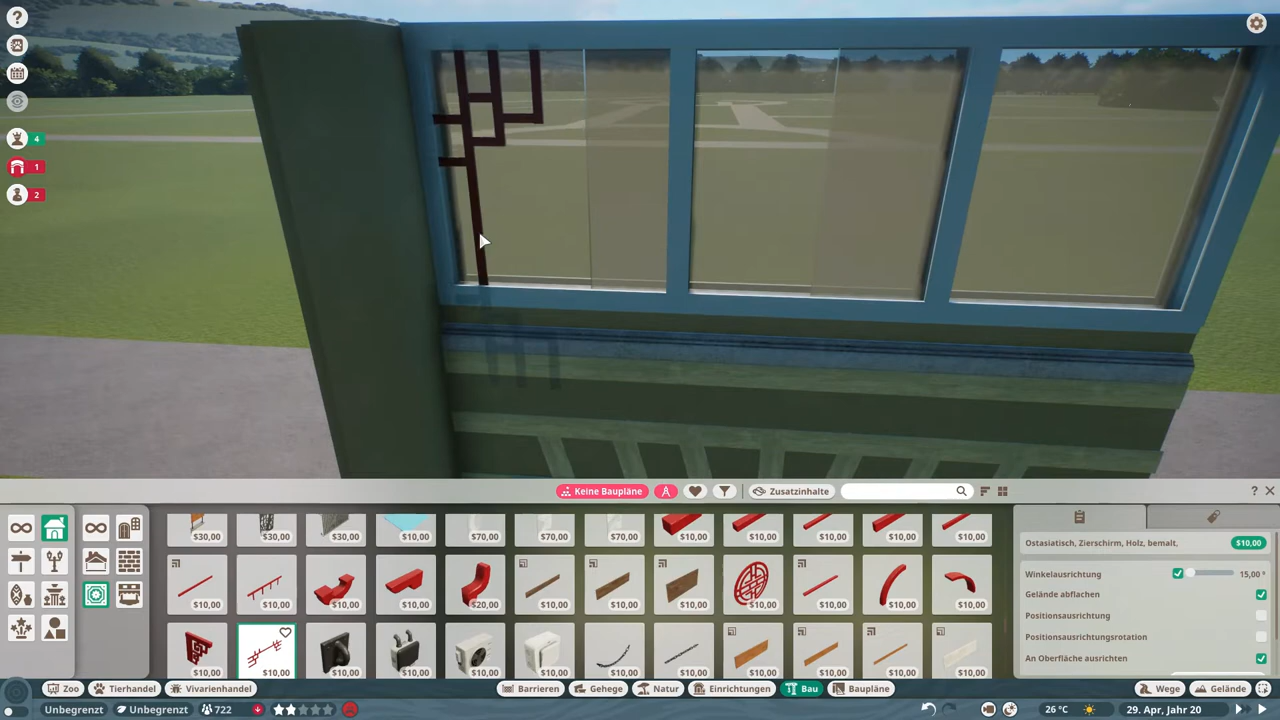 ?
4
1
2
Keine Baupläne
Zusatzinhalte
?
$30,00 $30,00 $30,00 $10,00 $70,00 $70,00 $70,00 $10,00 $10,00 $10,00 $10,00 $10,00
$10,00 $10,00 $10,00 $10,00 $20,00 $10,00 $10,00 $10,00 $10,00 $10,00 $10,00 $10,00
$10,00 $10,00 $10,00 $10,00 $10,00 $10,00 $10,00 $10,00 $10,00 $10,00 $10,00 $10,00
Ostasiatisch, Zierschirm, Holz, bemalt, $10,00
Winkelausrichtung 15,00°
Gelände abflachen
Positionsausrichtung
Positionsausrichtungsrotation
An Oberfläche ausrichten
Zoo Tierhandel Vivarienhandel Barrieren Gehege Natur Einrichtungen Bau Baupläne Wege Gelände
Unbegrenzt Unbegrenzt 722 26 °C 29. Apr, Jahr 20